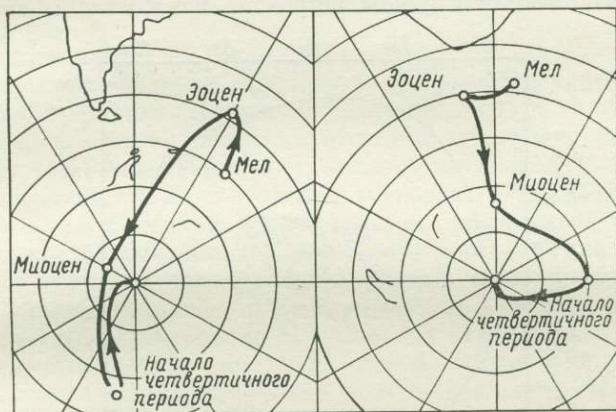 Эоцен
Мел
Миоцен
Начало
четвертичного
периода
Эоцен
Мел
Миоцен
Начало
четвертичного
периода